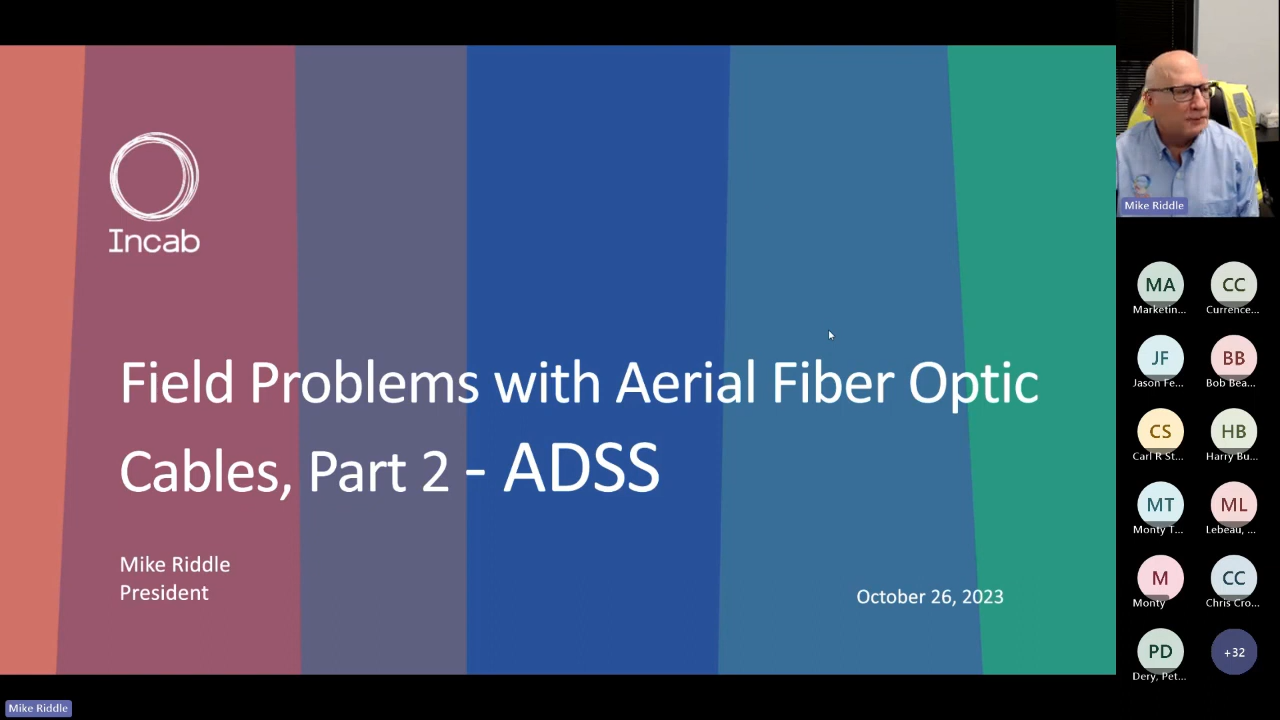 Incab
Field Problems with Aerial Fiber Optic
Cables, Part 2 - ADSS
Mike Riddle
President
October 26, 2023
Mike Riddle
MA
CC
Marketin...
Currence...
JF
BB
Jason Fe...
Bob Bea...
CS
HB
Carl R St...
Harry Bu...
MT
ML
Monty T...
Lebeau, ...
M
CC
Monty
Chris Cro...
PD
+32
Dery, Pet...
Mike Riddle